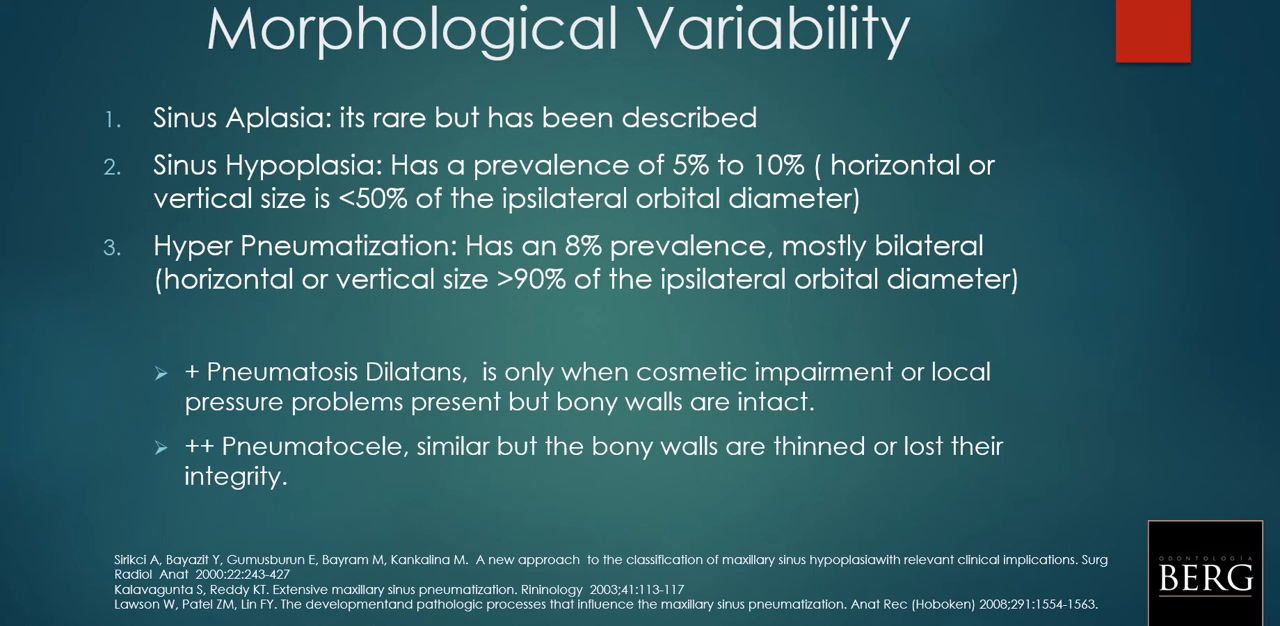 Morphological Variability
1. Sinus Aplasia: its rare but has been described
2. Sinus Hypoplasia: Has a prevalence of 5% to 10% ( horizontal or
vertical size is <50% of the ipsilateral orbital diameter)
3. Hyper Pneumatization: Has an 8% prevalence, mostly bilateral
(horizontal or vertical size >90% of the ipsilateral orbital diameter)
+ Pneumatosis Dilatans, is only when cosmetic impairment or local
pressure problems present but bony walls are intact.
++ Pneumatocele, similar but the bony walls are thinned or lost their
integrity.
Sirikci A, Bayazit Y, Gumusburun E, Bayram M, Kankalina M. A new approach to the classification of maxillary sinus hypoplasiawith relevant clinical implications. Surg
Radiol Anat 2000;22:243-427
Kalavagunta S, Reddy KT. Extensive maxillary sinus pneumatization. Rininology 2003;41:113-117
Lawson W, Patel ZM, Lin FY. The developmentand pathologic processes that influence the maxillary sinus pneumatization. Anat Rec (Hoboken) 2008;291:1554-1563.
ODONTOLOGIA
BERG